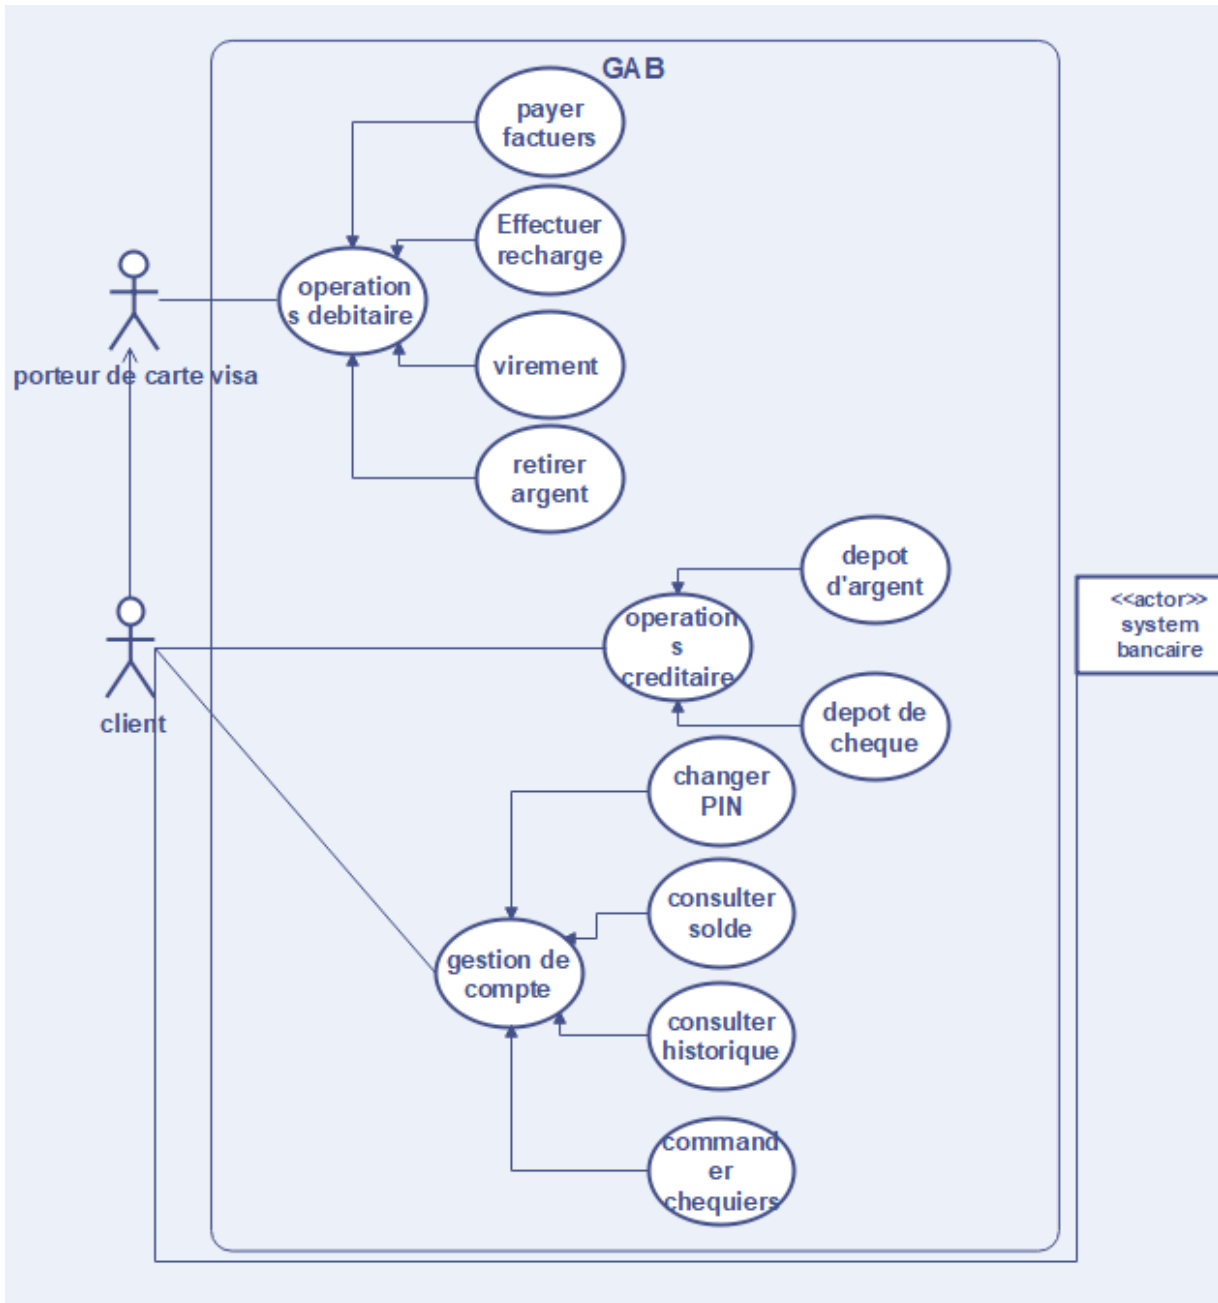 GAB
payer
factuers
Effectuer
recharge
operation
s debitaire
virement
porteur de carte visa
retirer
argent
depot
d'argent
<<actor>>
system
bancaire
operation
s
creditaire
client
depot de
cheque
changer
PIN
consulter
solde
gestion de
compte
consulter
historique
command
er
chequiers